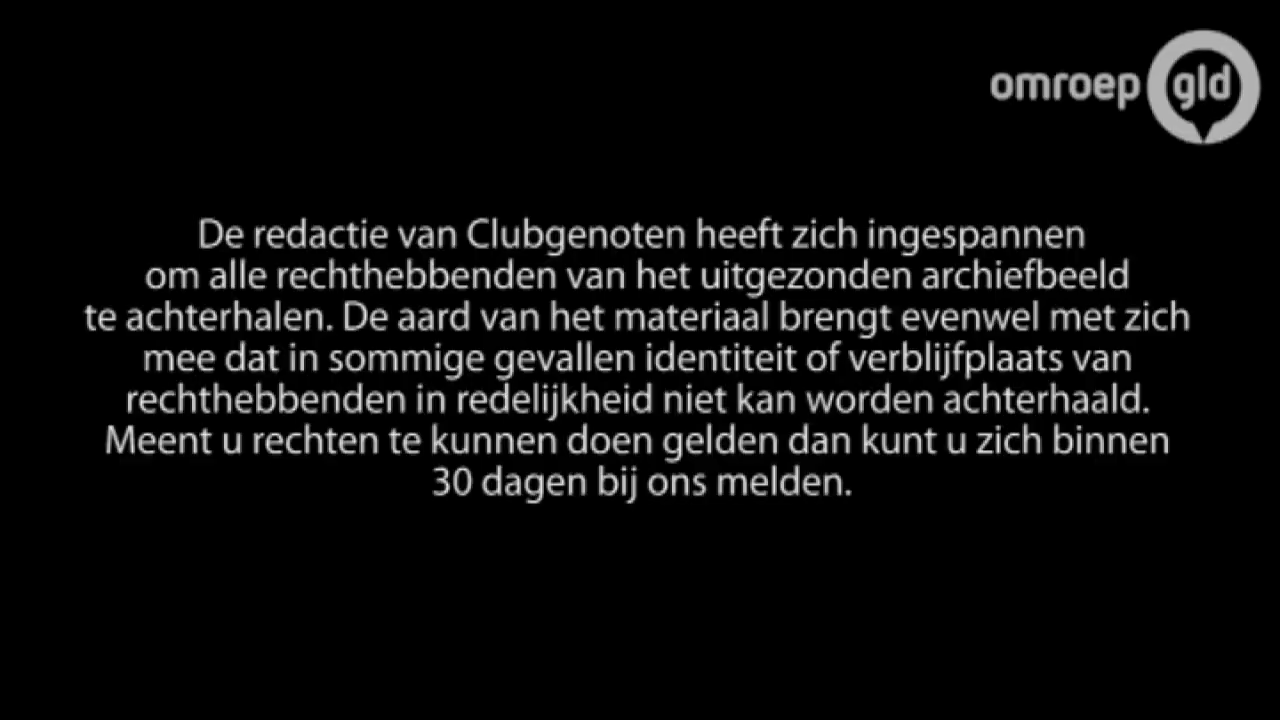 omroep gld
De redactie van Clubgenoten heeft zich ingespannen
om alle rechthebbenden van het uitgezonden archiefbeeld
te achterhalen. De aard van het materiaal brengt evenwel met zich
mee dat in sommige gevallen identiteit of verblijfplaats van
rechthebbenden in redelijkheid niet kan worden achterhaald.
Meent u rechten te kunnen doen gelden dan kunt u zich binnen
30 dagen bij ons melden.